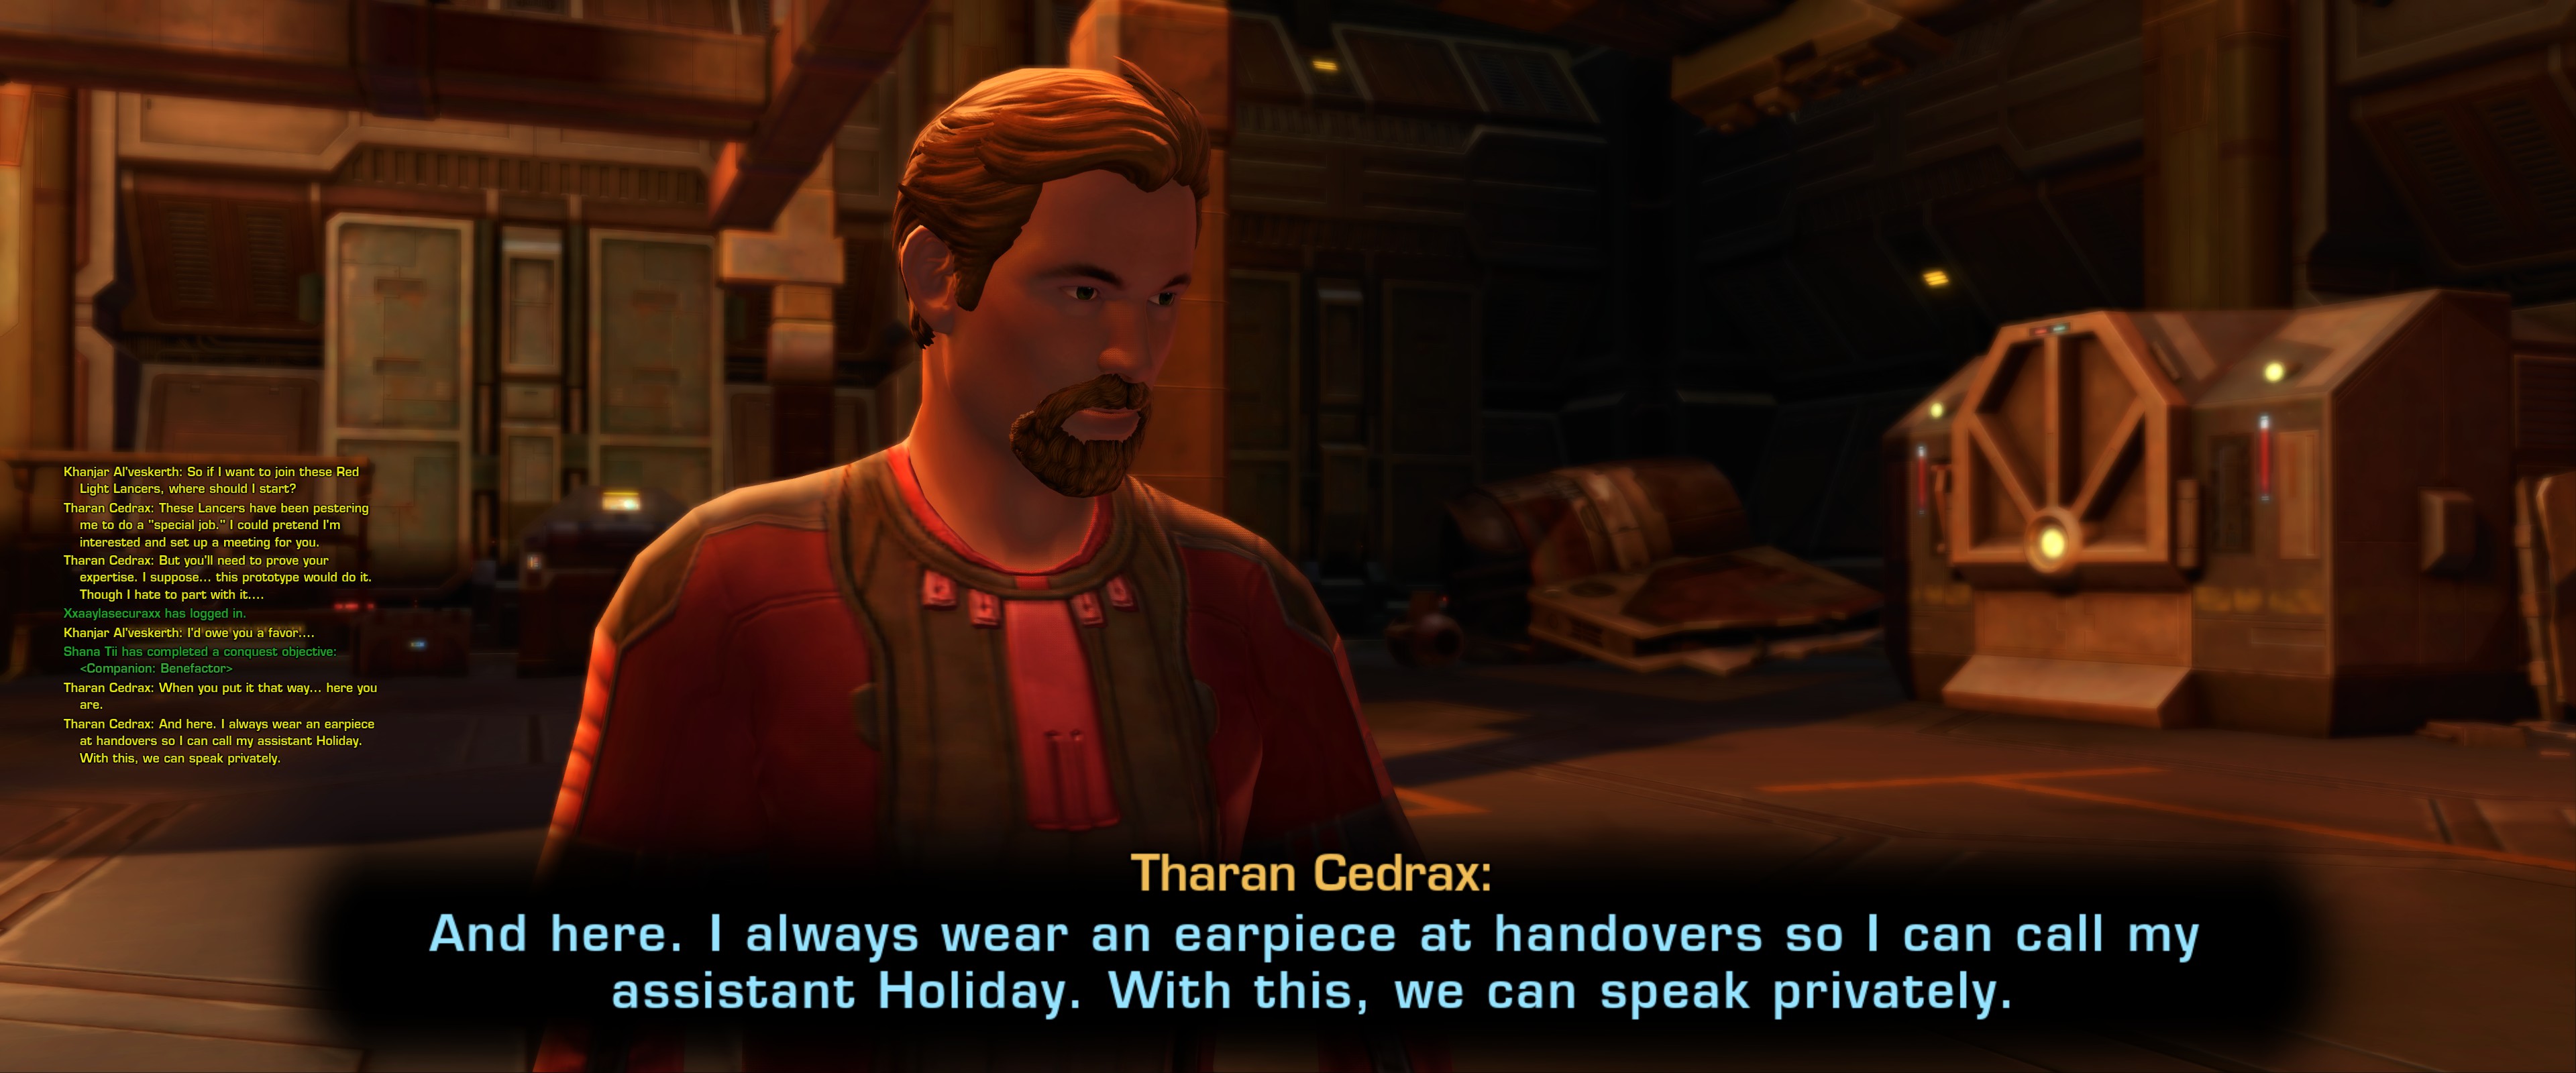 Khanjar Al'veskerth: So if I want to join these Red
Light Lancers, where should I start?
Tharan Cedrax: These Lancers have been pestering
me to do a "special job." I could pretend I'm
interested and set up a meeting for you.
Tharan Cedrax: But you'll need to prove your
expertise. I suppose... this prototype would do it.
Though I hate to part with it....
Xxaaylasecuraxx has logged in.
Khanjar Al'veskerth: I'd owe you a favor....
Shana Tii has completed a conquest objective:
<Companion: Benefactor>
Tharan Cedrax: When you put it that way... here you
are.
Tharan Cedrax: And here. I always wear an earpiece
at handovers so I can call my assistant Holiday.
With this, we can speak privately.
Tharan Cedrax:
And here. I always wear an earpiece at handovers so I can call my
assistant Holiday. With this, we can speak privately.